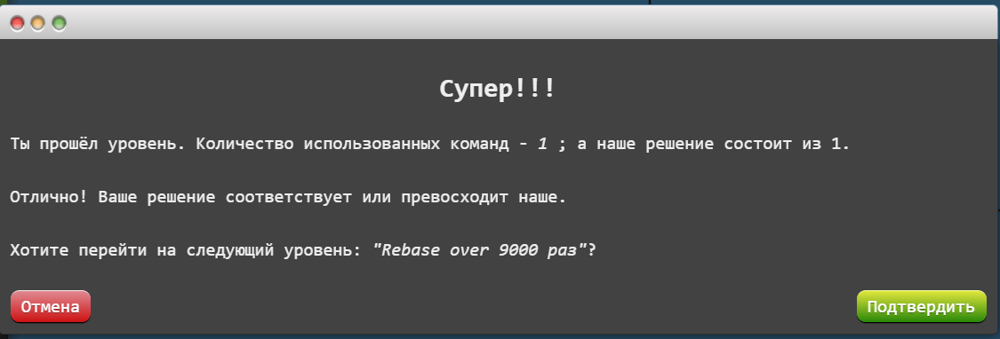 Супер!!!
Ты прошёл уровень. Количество использованных команд - 1 ; а наше решение состоит из 1.
Отлично! Ваше решение соответствует или превосходит наше.
Хотите перейти на следующий уровень: "Rebase over 9000 раз"?
Отмена
Подтвердить